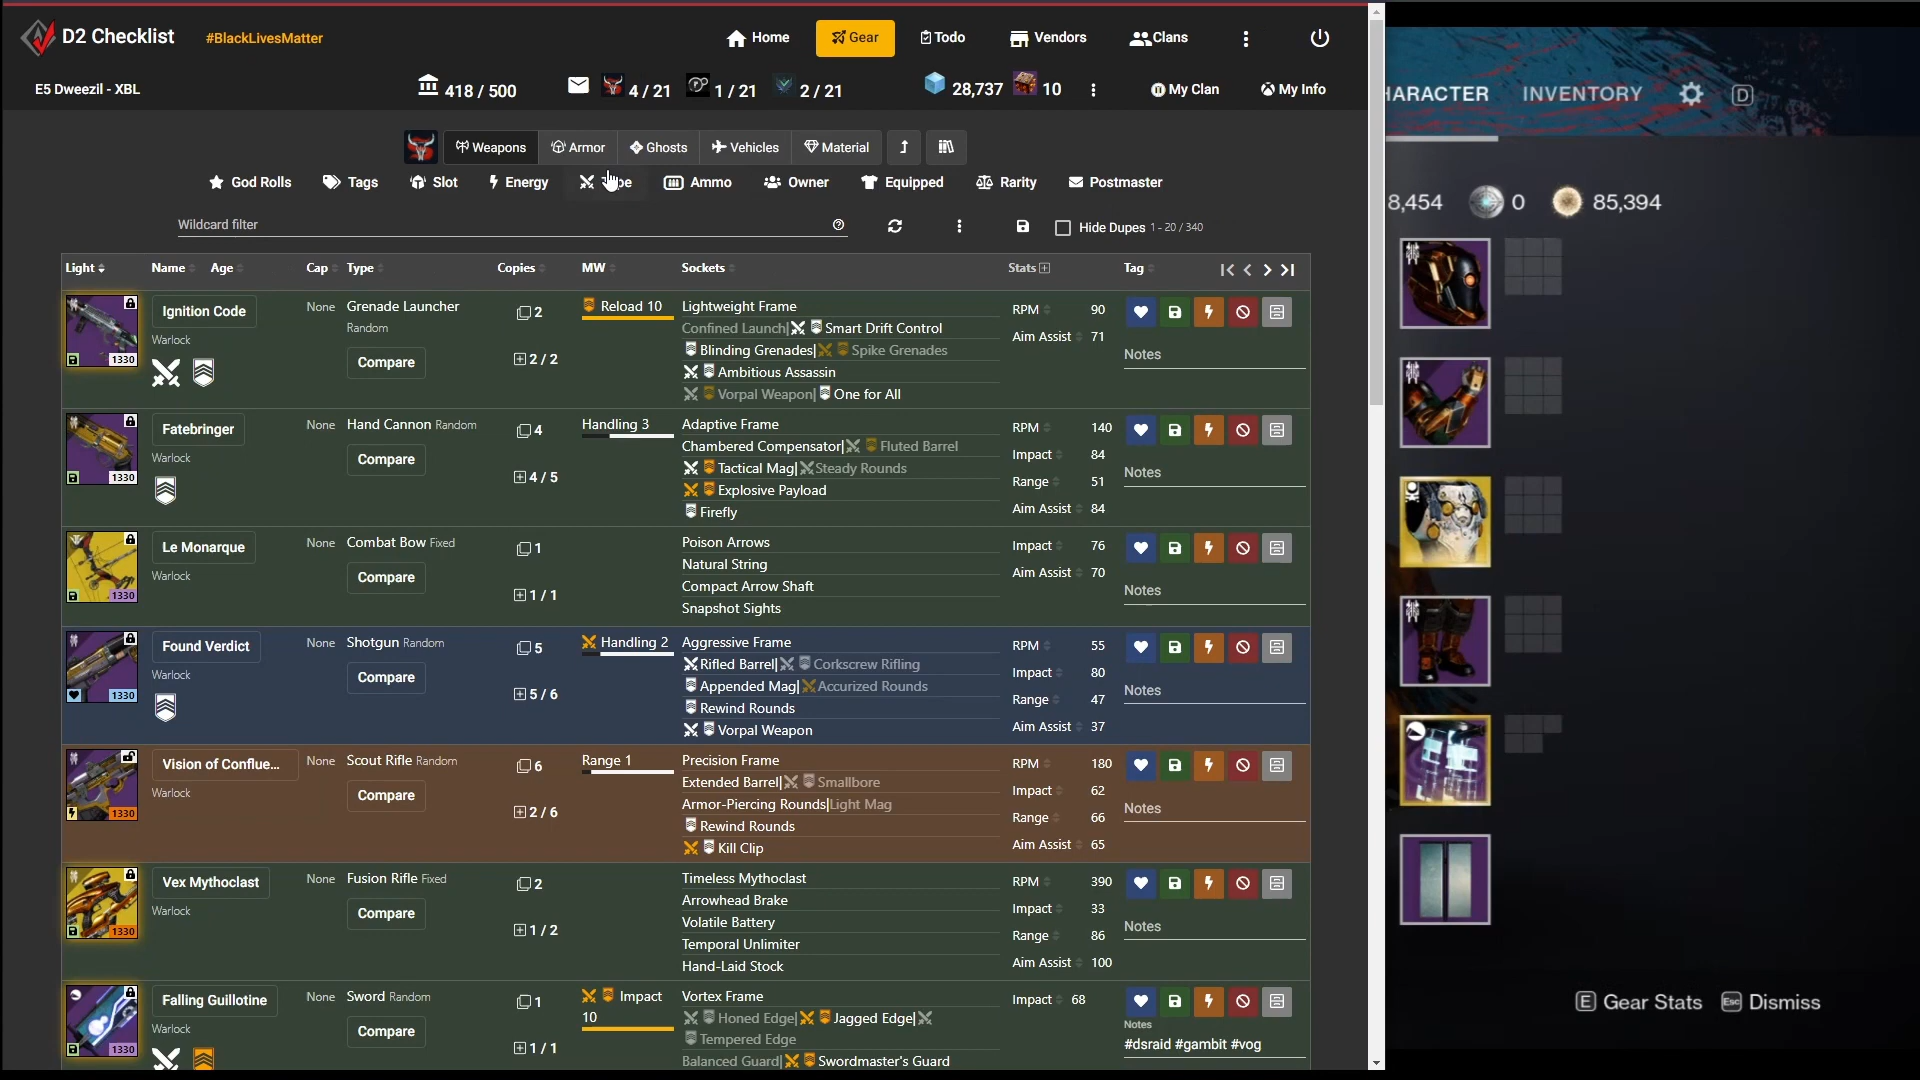 D2 Checklist #BlackLivesMatter Home Gear Todo Vendors Clans
E5 Dweezil - XBL 418 / 500 4 / 21 1 / 21 2 / 21 28,737 10 My Clan My Info
Weapons Armor Ghosts Vehicles Material
God Rolls Tags Slot Energy Ammo Owner Equipped Rarity Postmaster
Wildcard filter Hide Dupes 1 - 20 / 340
Light Name Age Cap Type Copies MW Sockets Stats Tag
Ignition Code None Grenade Launcher 2 Reload 10 Lightweight Frame RPM 90
Warlock Random Confined Launch| Smart Drift Control Aim Assist 71
1330 Compare 2 / 2 Blinding Grenades| Spike Grenades Notes
Ambitious Assassin
Vorpal Weapon| One for All
Fatebringer None Hand Cannon Random 4 Handling 3 Adaptive Frame RPM 140
Warlock Compare Chambered Compensator| Fluted Barrel Impact 84
1330 4 / 5 Tactical Mag| Steady Rounds Range 51 Notes
Explosive Payload Aim Assist 84
Firefly
Le Monarque None Combat Bow Fixed 1 Poison Arrows Impact 76
Warlock Compare Natural String Aim Assist 70
1330 1 / 1 Compact Arrow Shaft Notes
Snapshot Sights
Found Verdict None Shotgun Random 5 Handling 2 Aggressive Frame RPM 55
Warlock Compare Rifled Barrel| Corkscrew Rifling Impact 80
1330 5 / 6 Appended Mag| Accurized Rounds Range 47 Notes
Rewind Rounds Aim Assist 37
Vorpal Weapon
Vision of Conflue... None Scout Rifle Random 6 Range 1 Precision Frame RPM 180
Warlock Compare Extended Barrel| Smallbore Impact 62
1330 2 / 6 Armor-Piercing Rounds|Light Mag Range 66 Notes
Rewind Rounds Aim Assist 65
Kill Clip
Vex Mythoclast None Fusion Rifle Fixed 2 Timeless Mythoclast RPM 390
Warlock Compare Arrowhead Brake Impact 33
1330 1 / 2 Volatile Battery Range 86 Notes
Temporal Unlimiter Aim Assist 100
Hand-Laid Stock
Falling Guillotine None Sword Random 1 Impact 10 Vortex Frame Impact 68
Warlock Compare Honed Edge| Jagged Edge| Notes
1330 1 / 1 Tempered Edge #dsraid #gambit #vog
Balanced Guard| Swordmaster's Guard
HARACTER INVENTORY D
8,454 0 85,394
E Gear Stats Esc Dismiss